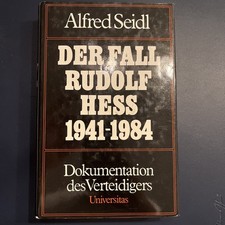 Alfred Seidl
DER FALL
RUDOLF
HESS
1941-1984
Dokumentation
des Verteidigers
Universitas